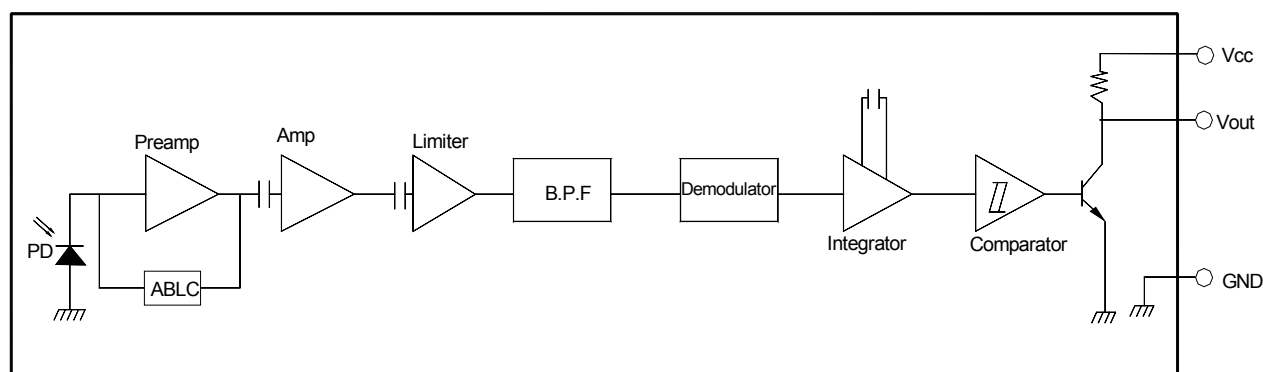 Vcc
Vout
Preamp
Amp
Limiter
B.P.F
Demodulator
Integrator
Comparator
PD
ABLC
GND